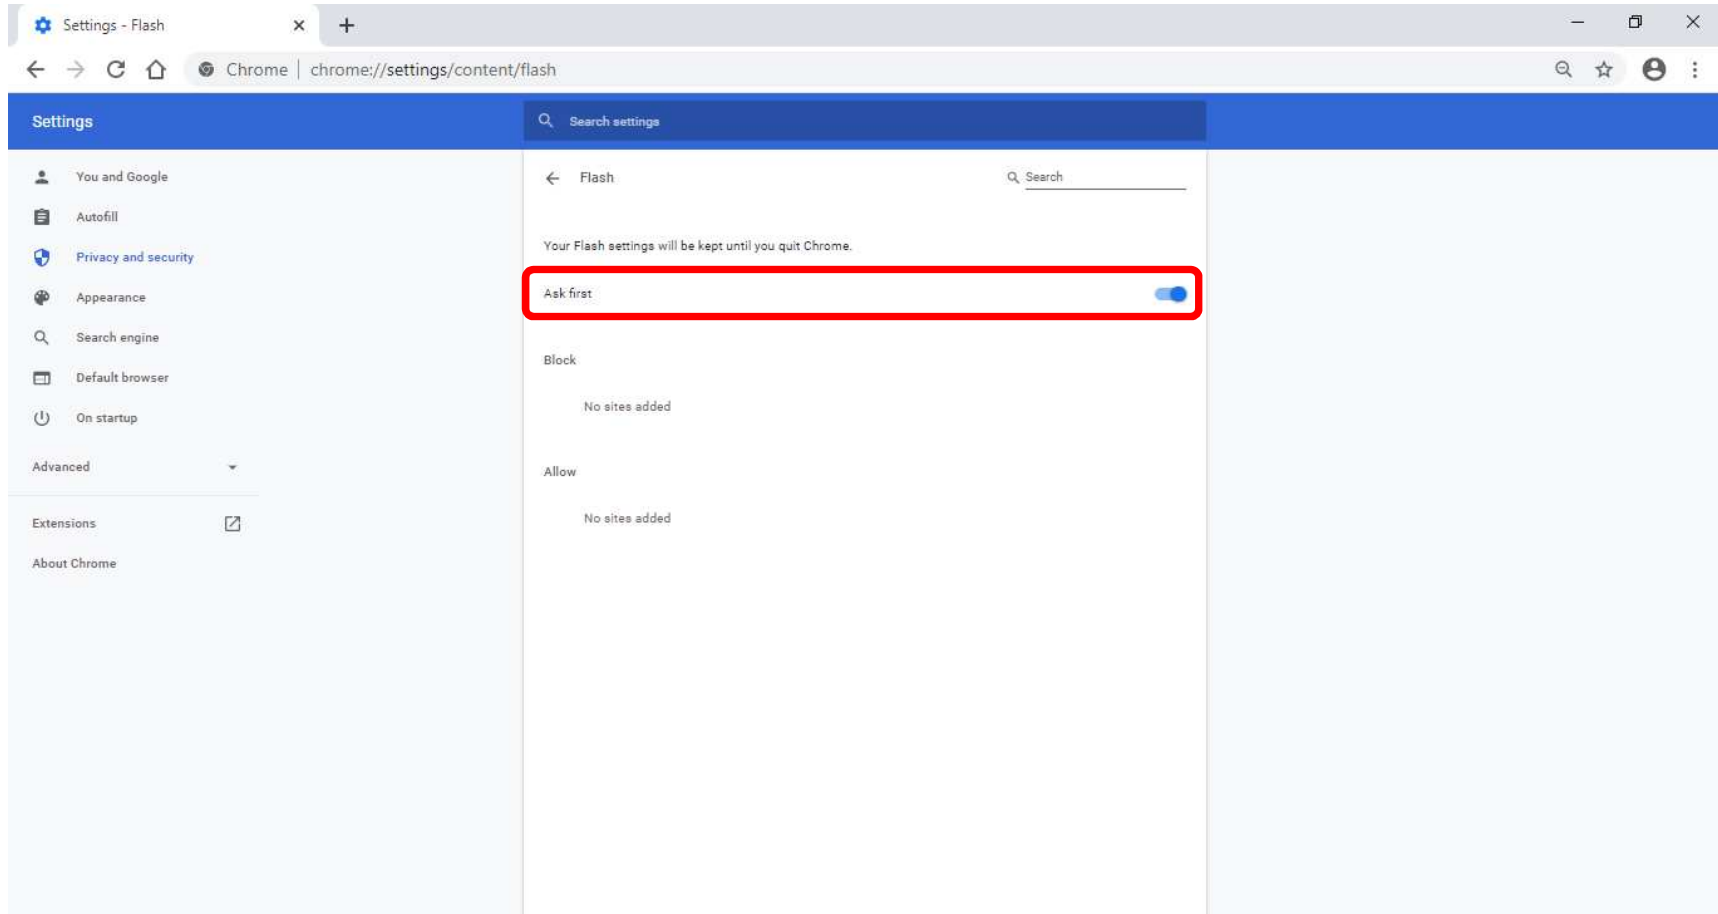 Settings - Flash
Chrome | chrome://settings/content/flash
Settings
Search settings
You and Google
Autofill
Privacy and security
Appearance
Search engine
Default browser
On startup
Advanced
Extensions
About Chrome
Flash
Search
Your Flash settings will be kept until you quit Chrome.
Ask first
Block
No sites added
Allow
No sites added